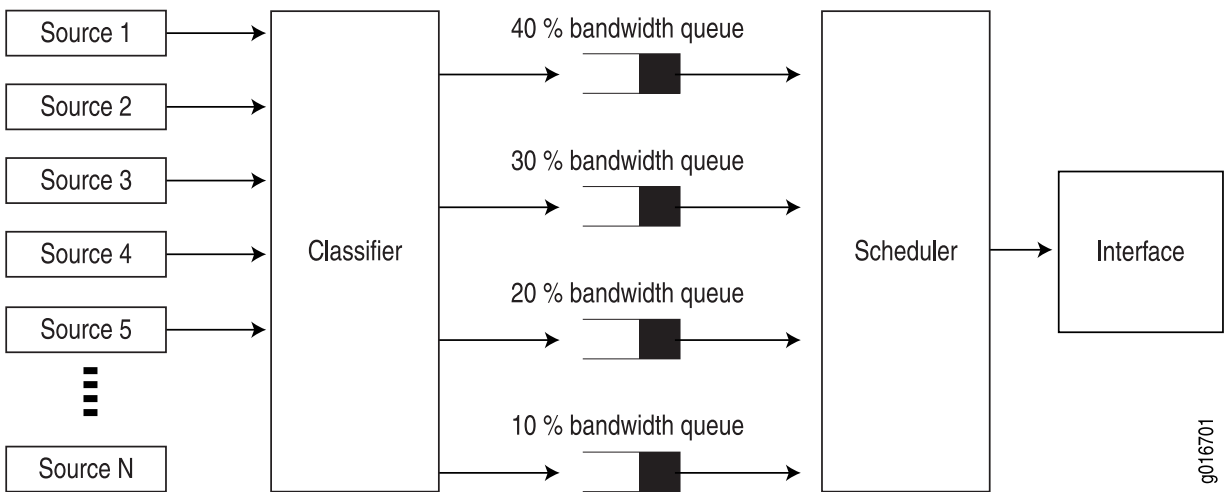 Source 1
Source 2
Source 3
Source 4
Source 5
Source N
Classifier
40 % bandwidth queue
30 % bandwidth queue
20 % bandwidth queue
10 % bandwidth queue
Scheduler
Interface
g016701